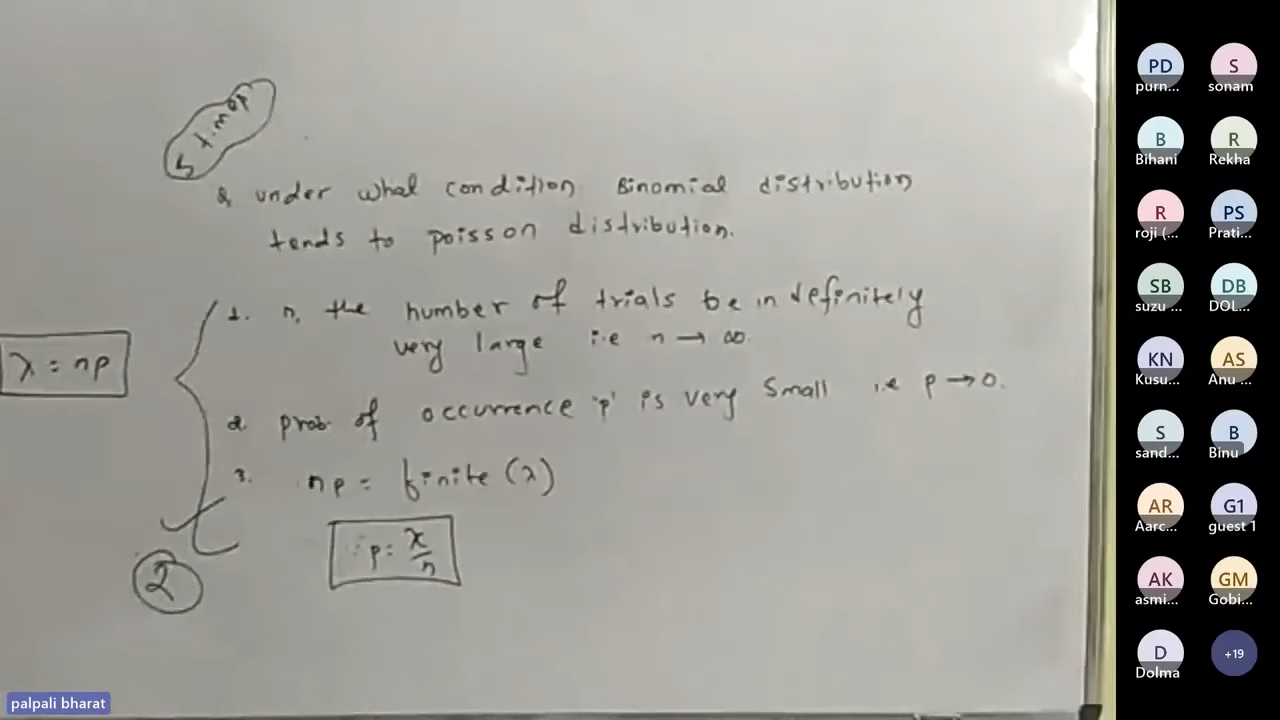 5 t.mop
Q under what condition Binomial distribution
tends to poisson distribution.
1. n, the number of trials be indefinitely
very large i.e n → ∞.
2. prob. of occurrence 'p' is very small i.e p → 0.
3. np = finite (λ)
∴ p = λ/n
λ = np
2
palpali bharat
PD
purn...
S
sonam
B
Bihani
R
Rekha
R
roji (...
PS
Prati...
SB
suzu ...
DB
DOL...
KN
Kusu...
AS
Anu ...
S
sand...
B
Binu
AR
Aarc...
G1
guest 1
AK
asmi...
GM
Gobi...
D
Dolma
+19